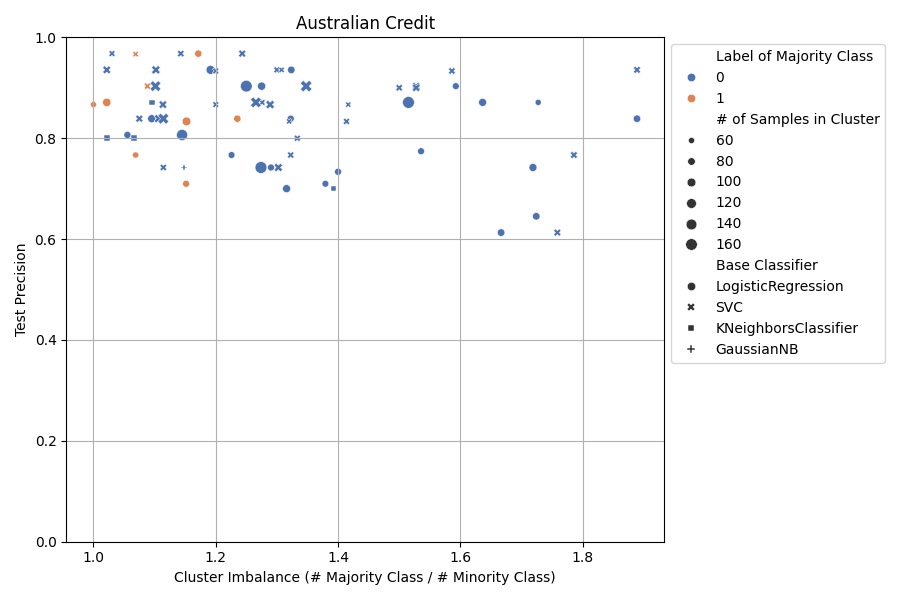 Australian Credit
1.0
0.8
0.6
0.4
0.2
0.0
Test Precision
1.0
1.2
1.4
1.6
1.8
Cluster Imbalance (# Majority Class / # Minority Class)
Label of Majority Class
0
1
# of Samples in Cluster
60
80
100
120
140
160
Base Classifier
LogisticRegression
SVC
KNeighborsClassifier
GaussianNB